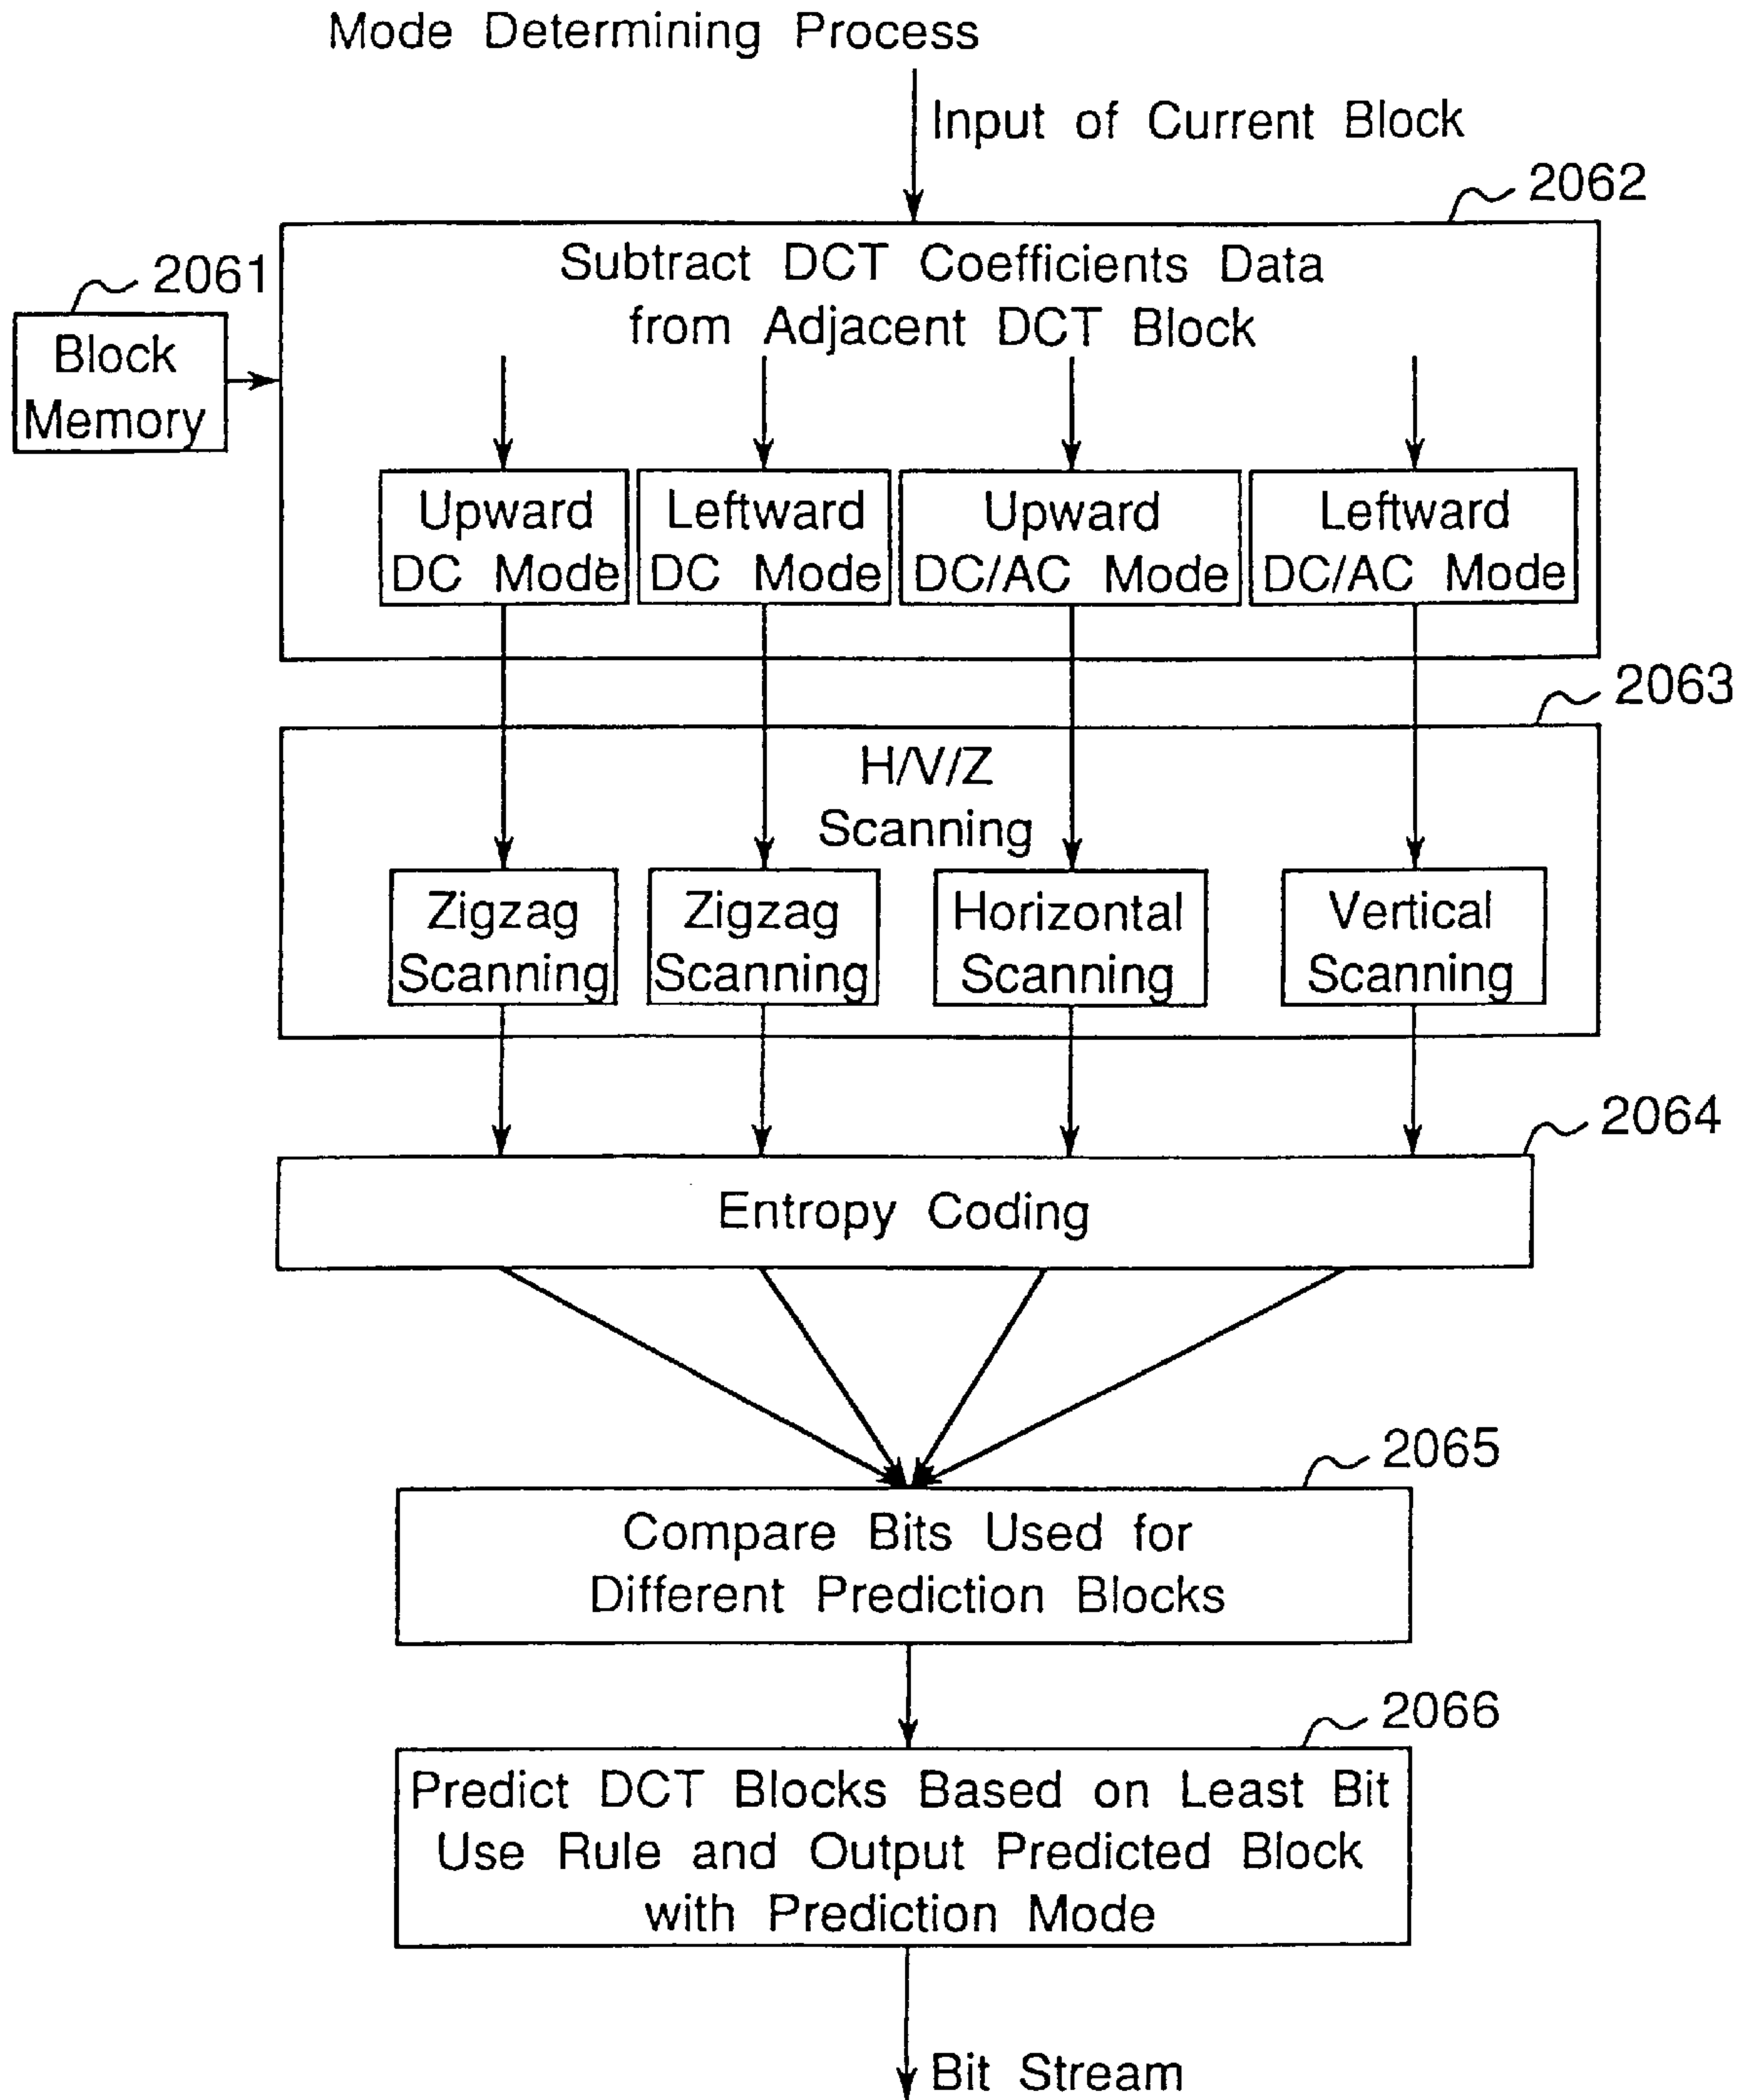 Mode Determining Process
Input of Current Block
2062
Subtract DCT Coefficients Data
from Adjacent DCT Block
2061
Block
Memory
Upward
DC Mode
Leftward
DC Mode
Upward
DC/AC Mode
Leftward
DC/AC Mode
2063
H/V/Z
Scanning
Zigzag
Scanning
Zigzag
Scanning
Horizontal
Scanning
Vertical
Scanning
2064
Entropy Coding
2065
Compare Bits Used for
Different Prediction Blocks
2066
Predict DCT Blocks Based on Least Bit
Use Rule and Output Predicted Block
with Prediction Mode
Bit Stream